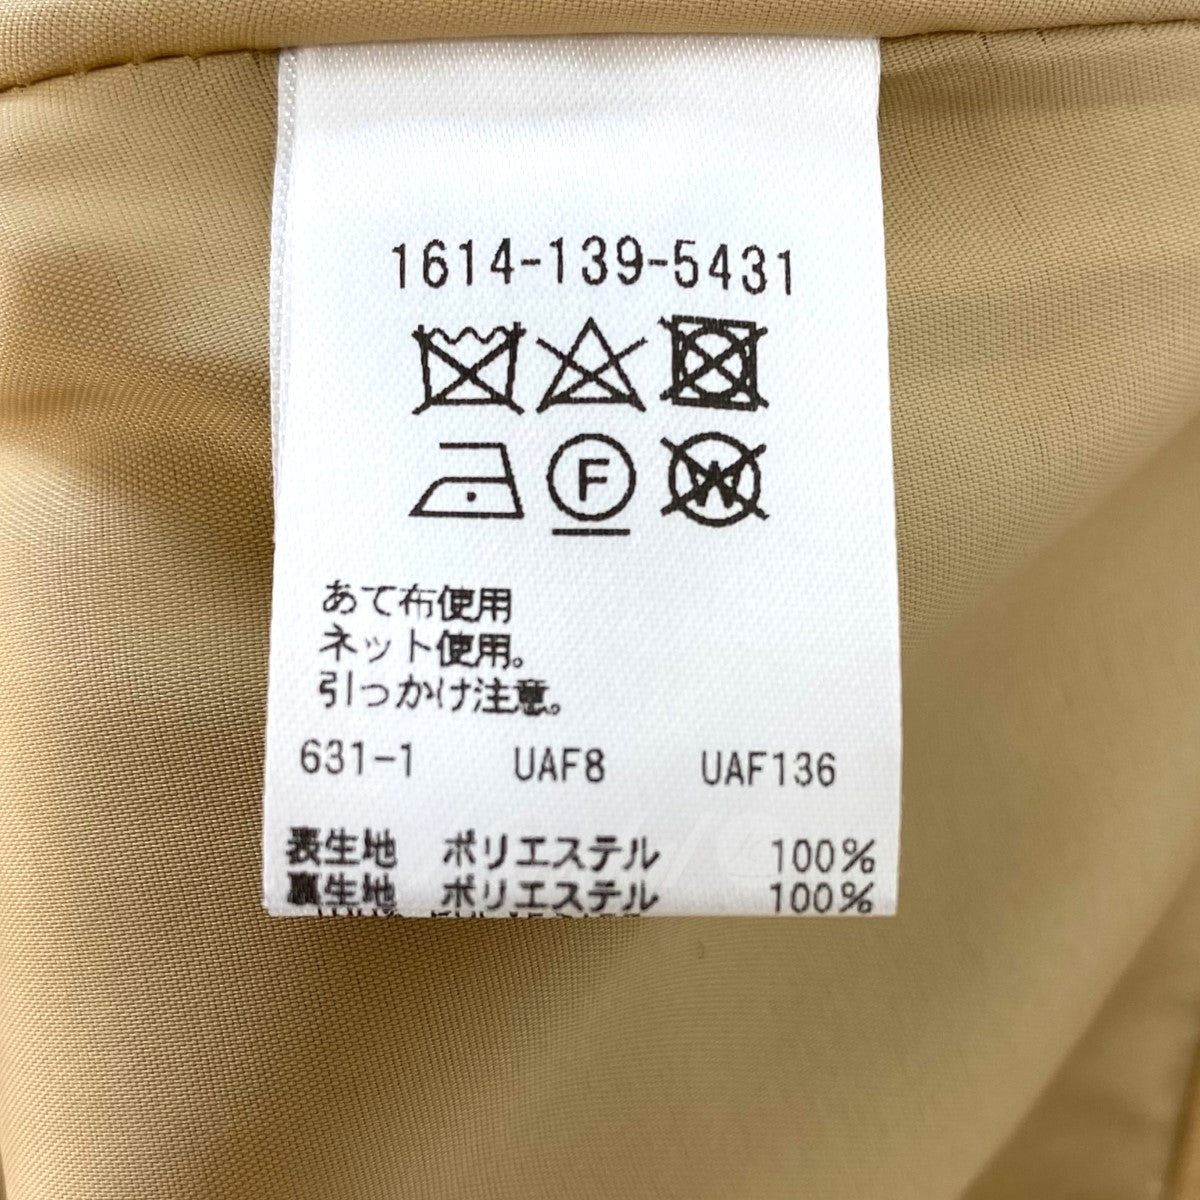 1614-139-5431
F
W
あて布使用
ネット使用。
引っかけ注意。
631-1 UAF8 UAF136
表生地 ポリエステル 100%
裏生地 ポリエステル 100%